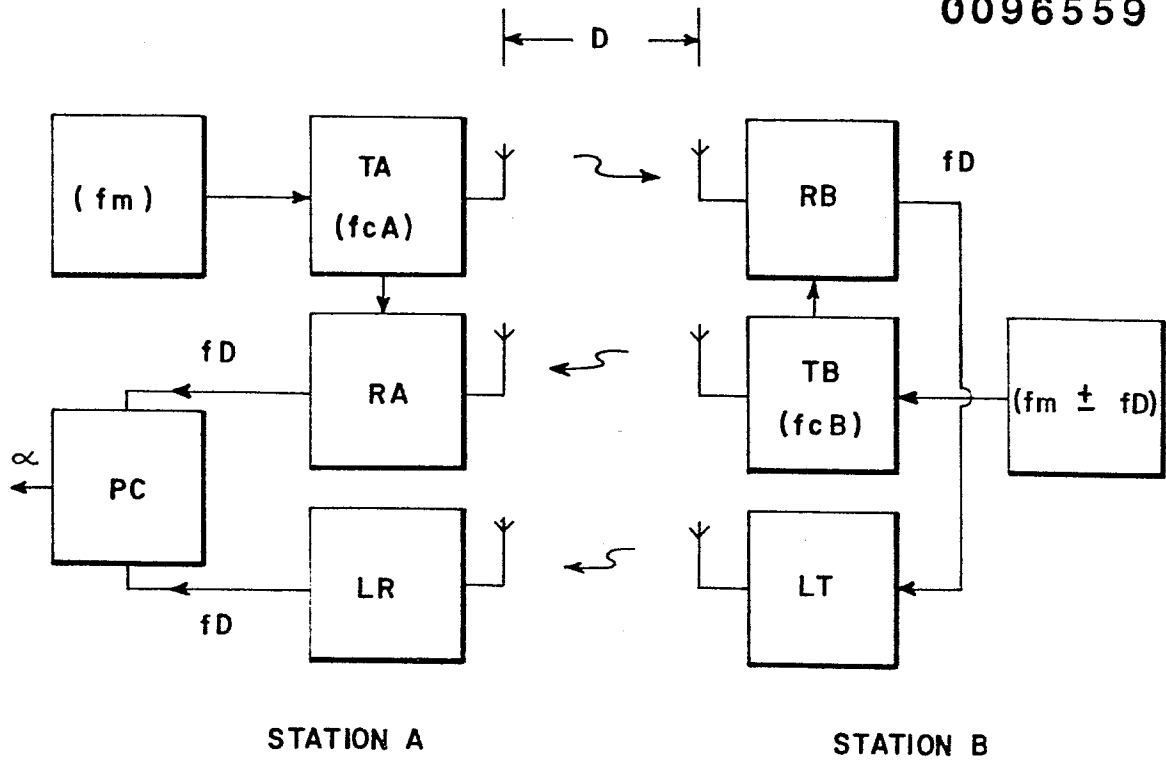 0096559
D
(fm)
TA
(fcA)
RB
fD
fD
RA
TB
(fcB)
(fm ± fD)
∝
PC
LR
LT
fD
STATION A
STATION B